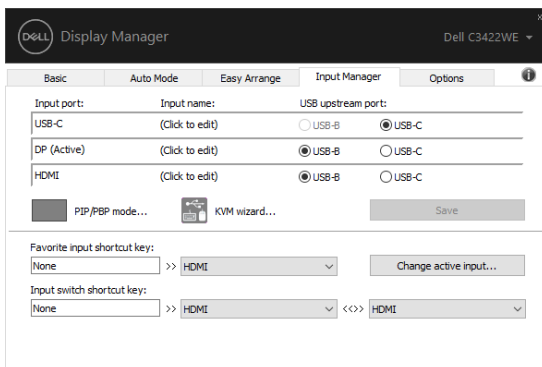 DELL Display Manager Dell C3422WE
Basic Auto Mode Easy Arrange Input Manager Options
Input port: Input name: USB upstream port:
USB-C (Click to edit) USB-B USB-C
DP (Active) (Click to edit) USB-B USB-C
HDMI (Click to edit) USB-B USB-C
PIP/PBP mode... KVM wizard... Save
Favorite input shortcut key:
None >> HDMI Change active input...
Input switch shortcut key:
None >> HDMI <<>> HDMI